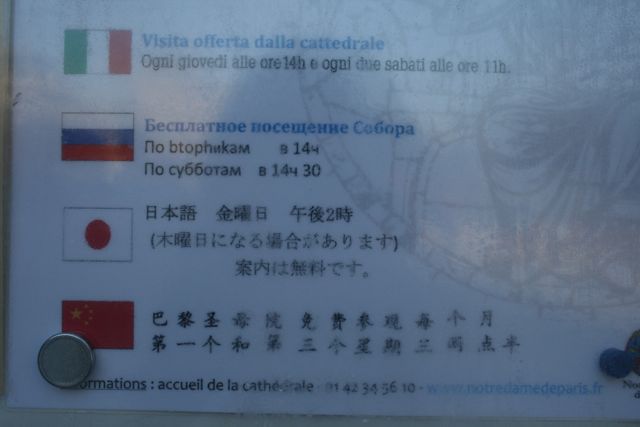 Visita offerta dalla cattedrale
Ogni giovedi alle ore14h e ogni due sabati alle ore 11h.
Бесплатное посещение Собора
По btophиkам в 14ч
По субботам в 14ч 30
日本語 金曜日 午後2時
(木曜日になる場合があります)
案内は無料です。
巴黎圣母院免费参观每个月
第一个和第三个星期三两点半
ormations : accueil de la cathédrale - 01 42 34 56 10 - www.notredamedeparis.fr